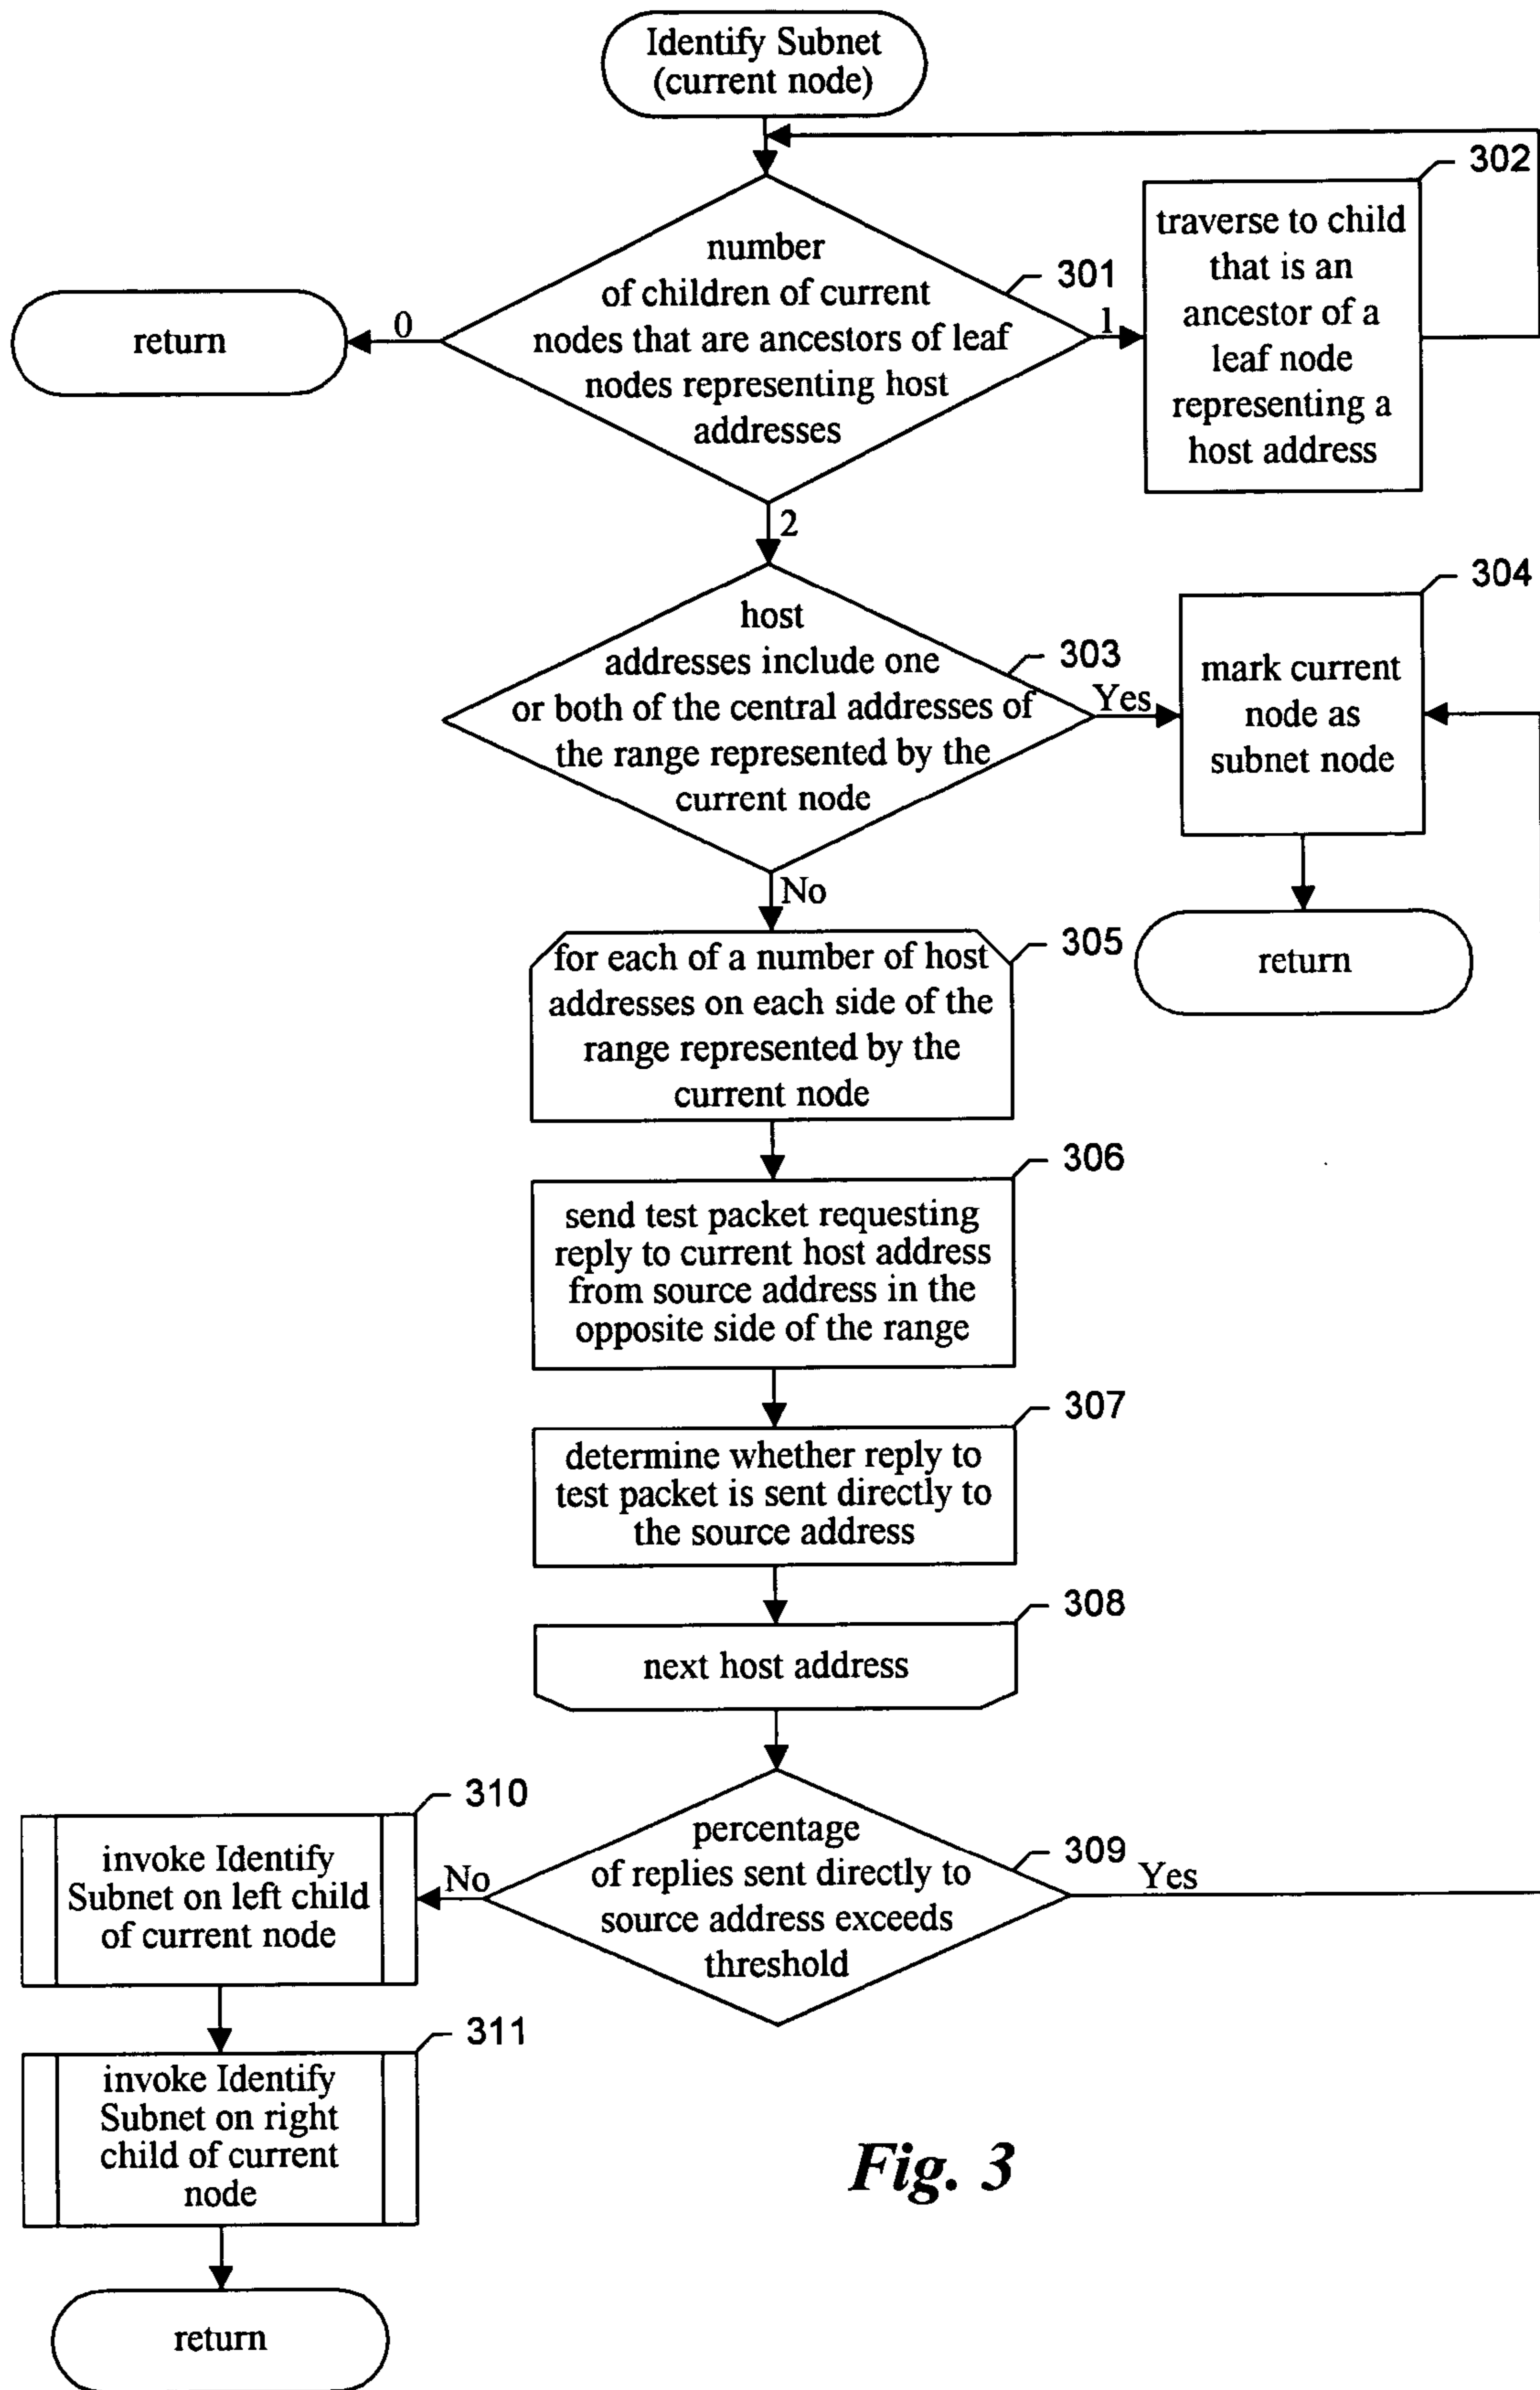 Identify Subnet
(current node)
302
traverse to child
that is an
ancestor of a
leaf node
representing a
host address
number
of children of current
nodes that are ancestors of leaf
nodes representing host
addresses
301
1
0
return
2
host
addresses include one
or both of the central addresses of
the range represented by the
current node
303
Yes
304
mark current
node as
subnet node
return
No
for each of a number of host
addresses on each side of the
range represented by the
current node
305
306
send test packet requesting
reply to current host address
from source address in the
opposite side of the range
307
determine whether reply to
test packet is sent directly to
the source address
308
next host address
percentage
of replies sent directly to
source address exceeds
threshold
309
Yes
No
310
invoke Identify
Subnet on left child
of current node
311
invoke Identify
Subnet on right
child of current
node
return
Fig. 3